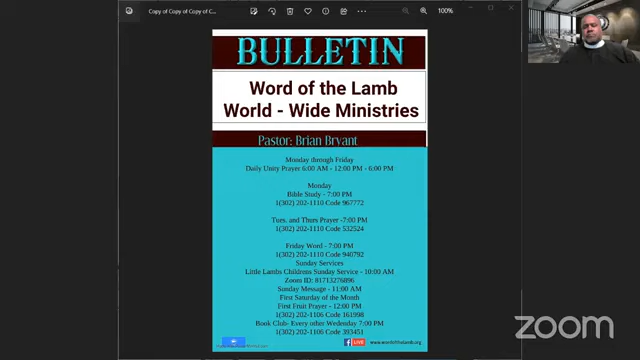 Copy of Copy of Copy of C...
100%
BULLETIN
Word of the Lamb
World - Wide Ministries
Pastor: Brian Bryant
Monday through Friday
Daily Unity Prayer 6:00 AM - 12:00 PM - 6:00 PM
Monday
Bible Study - 7:00 PM
1(302) 202-1110 Code 967772
Tues. and Thurs Prayer -7:00 PM
1(302) 202-1110 Code 532524
Friday Word - 7:00 PM
1(302) 202-1110 Code 940792
Sunday Services
Little Lambs Childrens Sunday Service - 10:00 AM
Zoom ID: 81713276896
Sunday Message - 11:00 AM
First Saturday of the Month
First Fruit Prayer - 12:00 PM
1(302) 202-1106 Code 161998
Book Club- Every other Wedenday 7:00 PM
1(302) 202-1106 Code 393451
LIVE
www.wordofthelamb.org
zoom